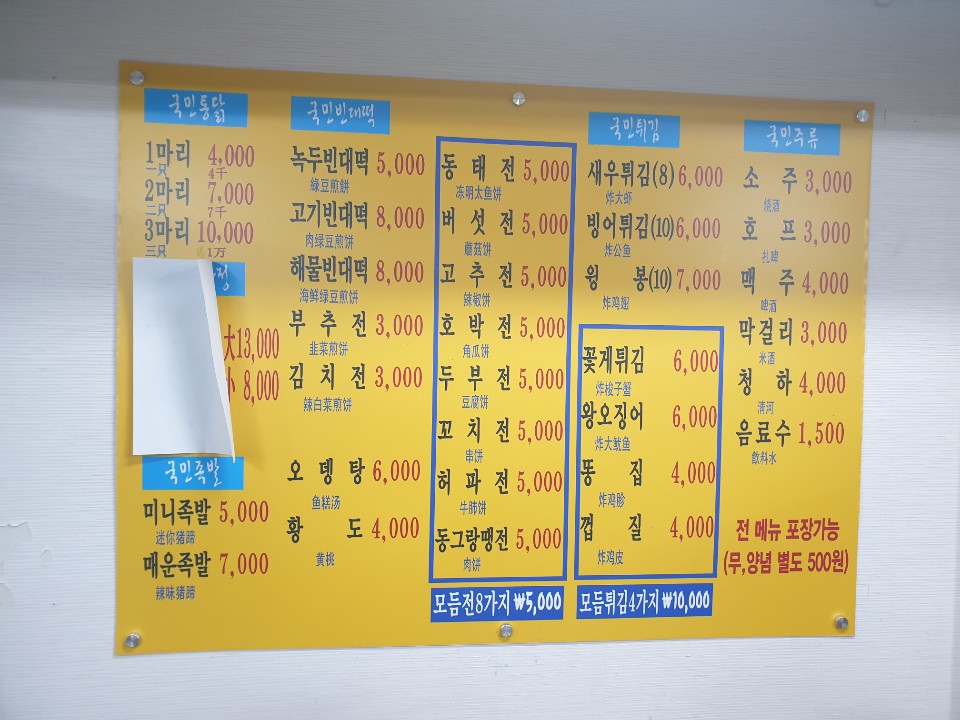 국민통닭
1마리 4,000
一只 4千
2마리 7,000
二只 7千
3마리 10,000
三只 1万
정
大13,000
小 8,000
국민족발
미니족발 5,000
迷你猪蹄
매운족발 7,000
辣味猪蹄
국민빈대떡
녹두빈대떡 5,000
綠豆煎餅
고기빈대떡 8,000
肉绿豆煎饼
해물빈대떡 8,000
海鲜绿豆煎饼
부추전 3,000
韭菜煎饼
김치전 3,000
辣白菜煎饼
오뎅탕 6,000
鱼糕汤
황도 4,000
黄桃
동태전 5,000
冻明太鱼饼
버섯전 5,000
蘑菇饼
고추전 5,000
辣椒饼
호박전 5,000
角瓜饼
두부전 5,000
豆腐饼
꼬치전 5,000
串饼
허파전 5,000
牛肺饼
동그랑땡전 5,000
肉饼
모듬전8가지 ₩5,000
국민튀김
새우튀김(8) 6,000
炸大虾
빙어튀김(10) 6,000
炸公鱼
윙봉(10) 7,000
炸鸡翅
꽃게튀김 6,000
炸梭子蟹
왕오징어 6,000
炸大鱿鱼
똥집 4,000
炸鸡胗
껍질 4,000
炸鸡皮
모듬튀김4가지 ₩10,000
국민주류
소주 3,000
烧酒
호프 3,000
扎啤
맥주 4,000
啤酒
막걸리 3,000
米酒
청하 4,000
清河
음료수 1,500
飮料水
전 메뉴 포장가능
(무,양념 별도 500원)